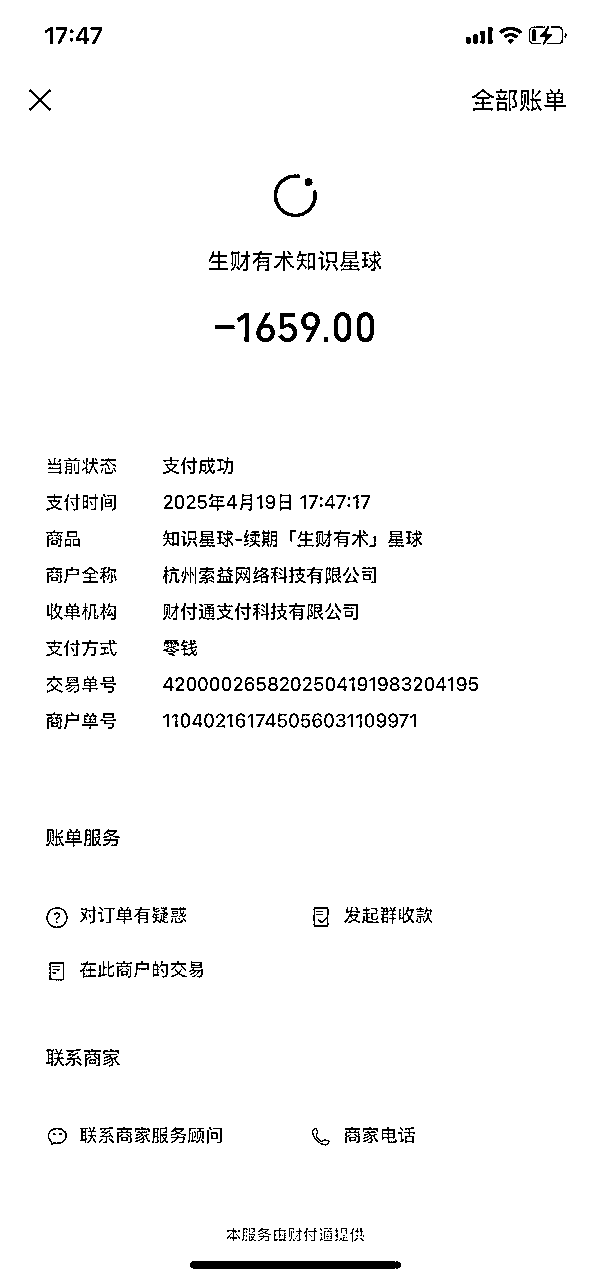 17:47
全部账单
生财有术知识星球
-1659.00
当前状态 支付成功
支付时间 2025年4月19日 17:47:17
商品 知识星球-续期「生财有术」星球
商户全称 杭州索益网络科技有限公司
收单机构 财付通支付科技有限公司
支付方式 零钱
交易单号 4200002658202504191983204195
商户单号 110402161745056031109971
账单服务
对订单有疑惑 发起群收款
在此商户的交易
联系商家
联系商家服务顾问 商家电话
本服务由财付通提供